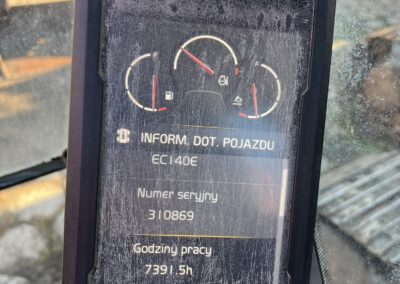 INFORM. DOT. POJAZDU
EC140E
Numer seryjny
310869
Godziny pracy
7391.5h